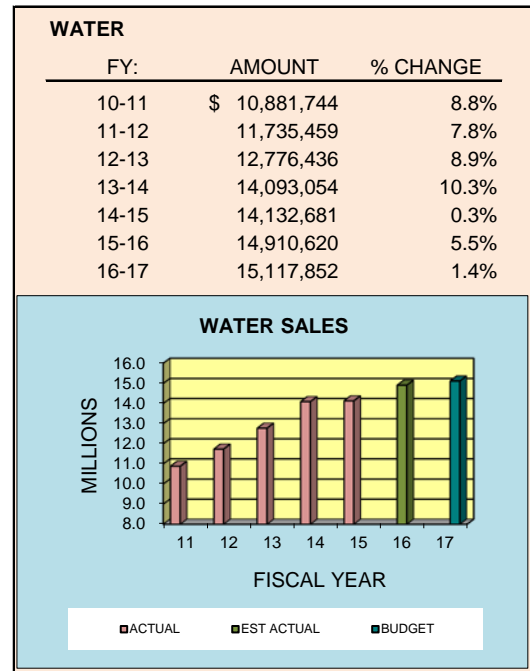 WATER
FY: AMOUNT % CHANGE
10-11 $ 10,881,744 8.8%
11-12 11,735,459 7.8%
12-13 12,776,436 8.9%
13-14 14,093,054 10.3%
14-15 14,132,681 0.3%
15-16 14,910,620 5.5%
16-17 15,117,852 1.4%
WATER SALES
MILLIONS
16.0
15.0
14.0
13.0
12.0
11.0
10.0
9.0
8.0
11 12 13 14 15 16 17
FISCAL YEAR
ACTUAL EST ACTUAL BUDGET